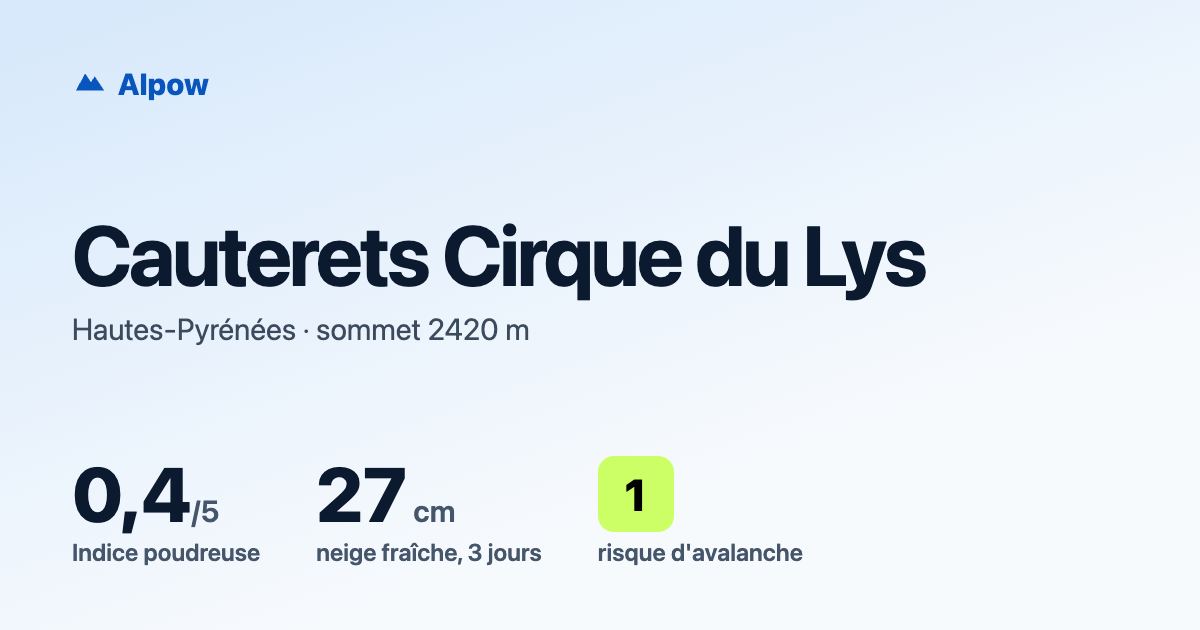 Alpow
Cauterets Cirque du Lys
Hautes-Pyrénées · sommet 2420 m
0,4/5
Indice poudreuse
27 cm
neige fraîche, 3 jours
1
risque d'avalanche